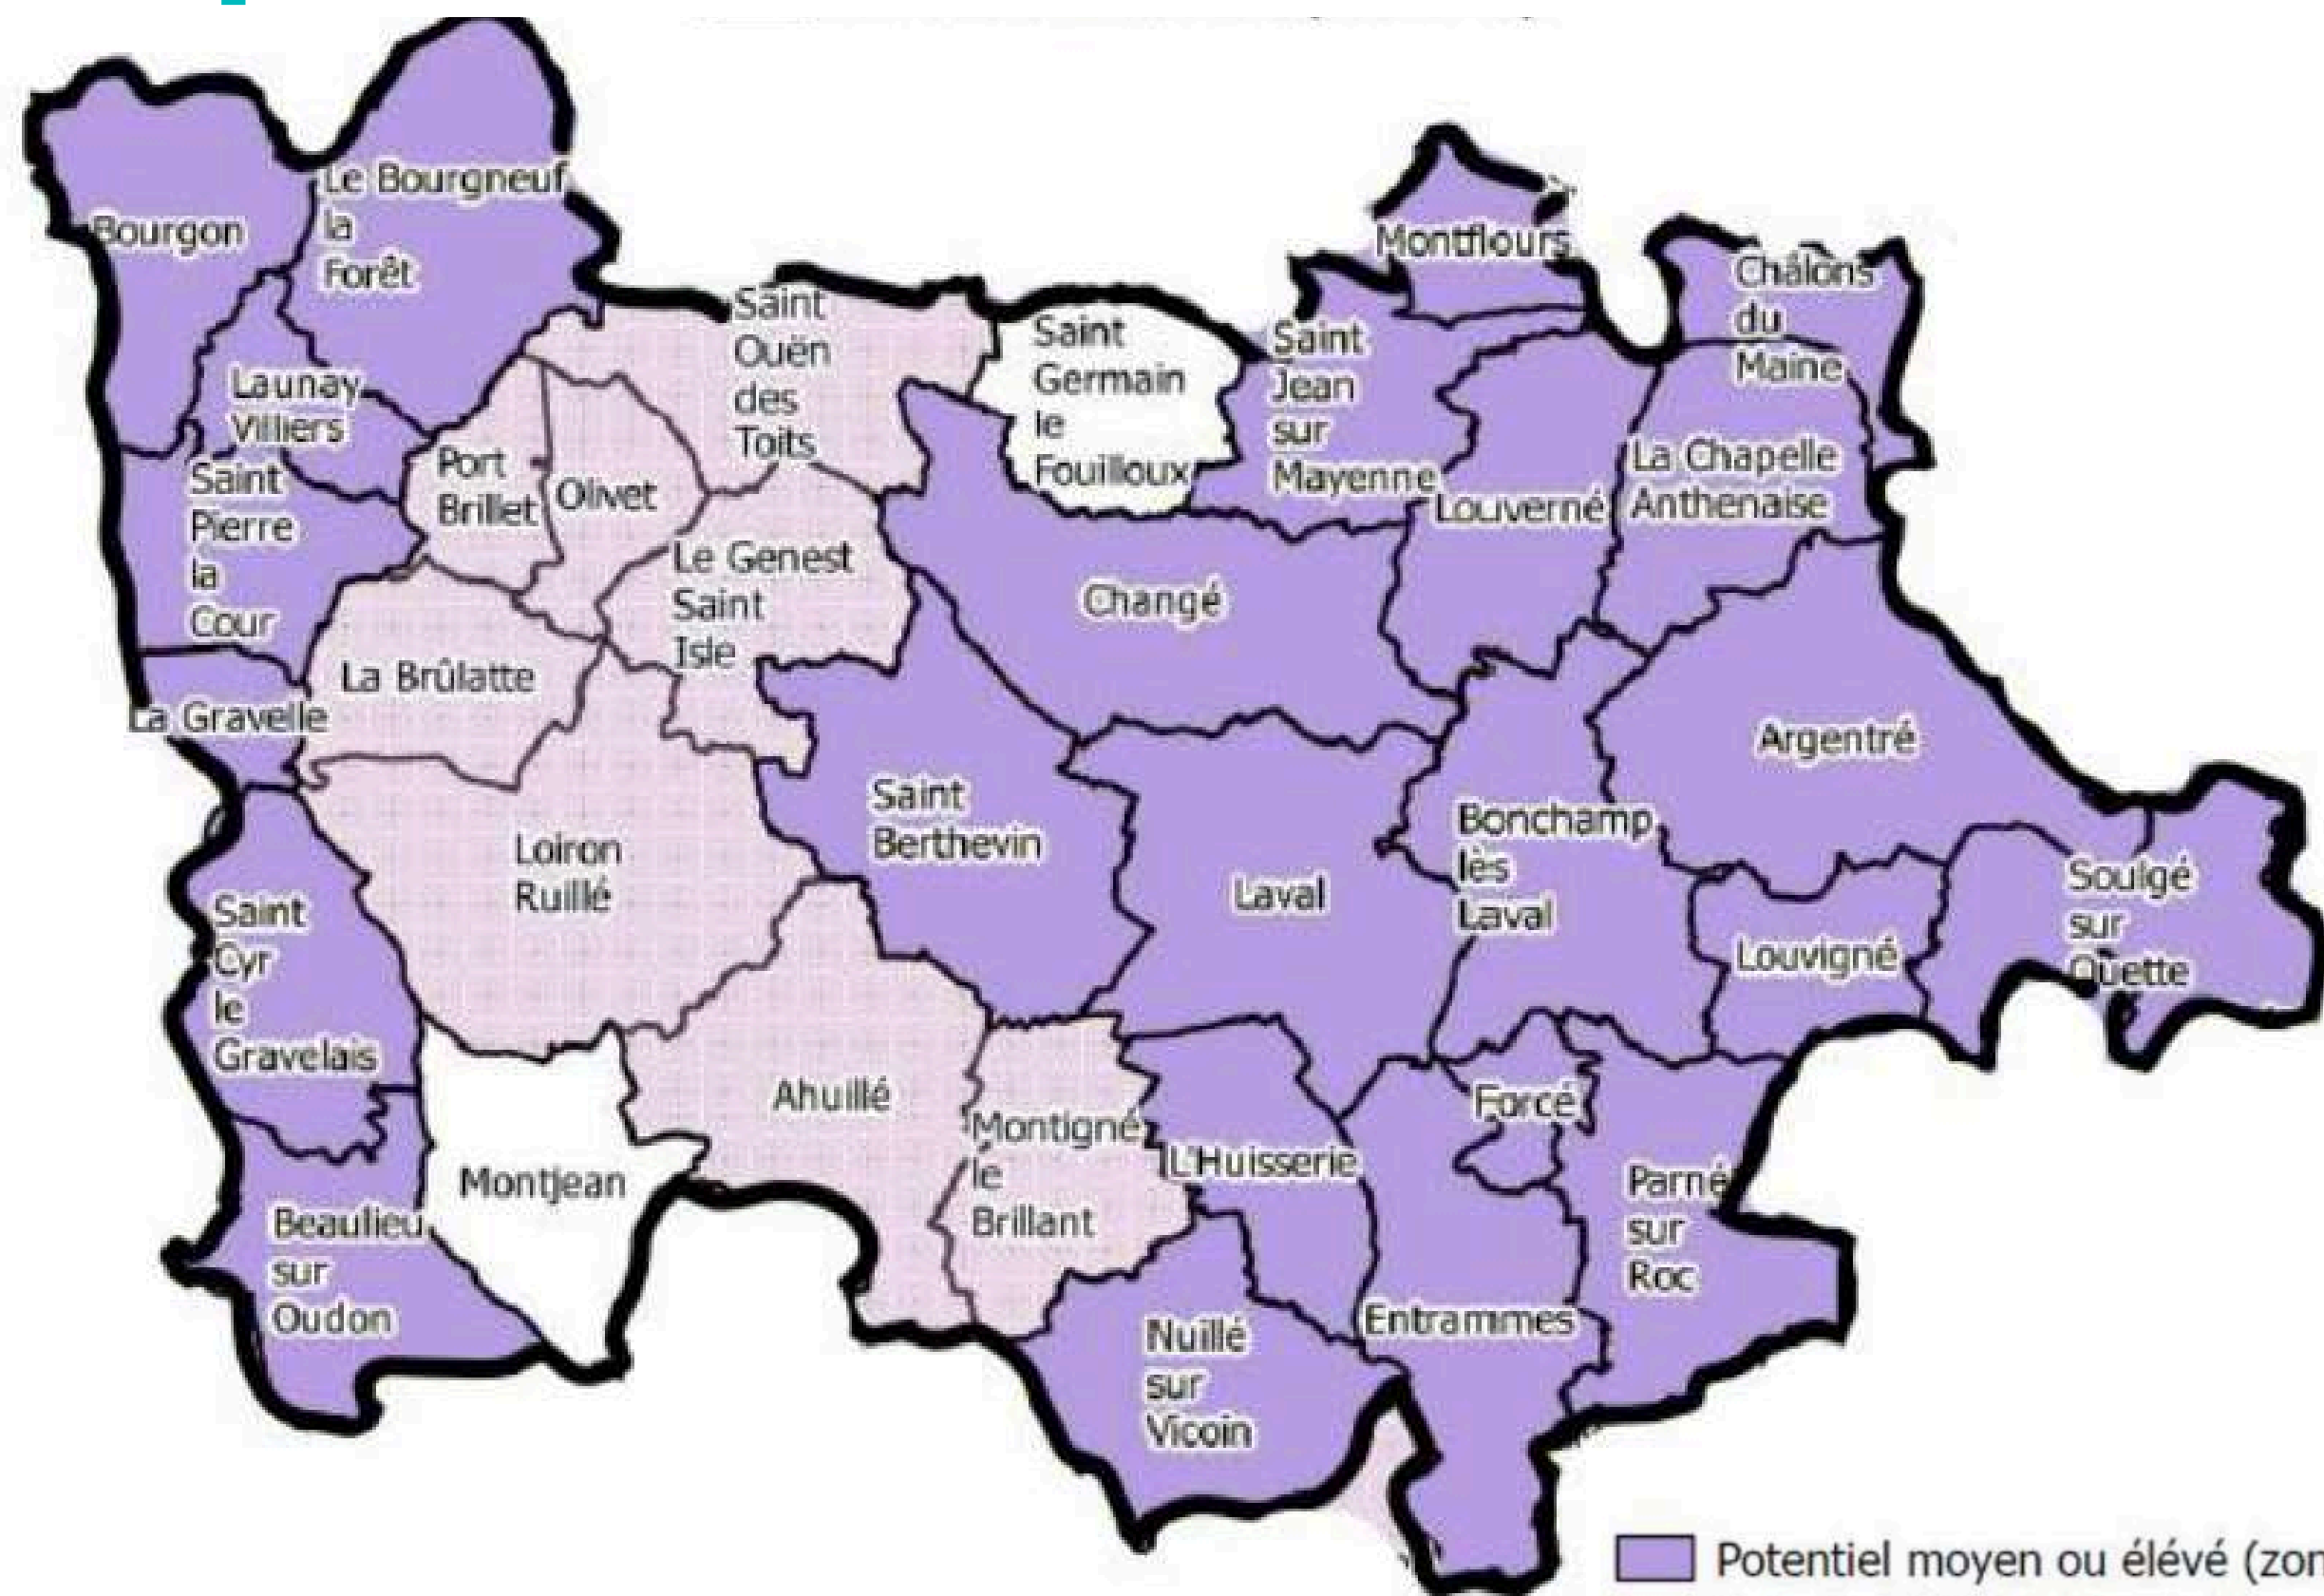 Le Bourgneuf
la
Forêt
Bourgon
Montflours
Châlons
du
Maine
Saint
Ouën
des
Toits
Saint
Germain
le
Fouilloux
Saint
Jean
sur
Mayenne
Launay
Villiers
Port
Brillet
Olivet
La Chapelle
Anthenaise
Louverné
Saint
Pierre
la
Cour
Le Genest
Saint
Isle
Changé
La Brûlatte
La Gravelle
Argentré
Saint
Berthevin
Bonchamp
lès
Laval
Loiron
Ruillé
Laval
Soulgé
sur
Ouette
Louvigné
Saint
Cyr
le
Gravelais
Ahuillé
Forcé
Montigné
le
Brillant
L'Huisserie
Montjean
Parné
sur
Roc
Beaulieu
sur
Oudon
Entrammes
Nuillé
sur
Vicoin
Potentiel moyen ou élévé (zon